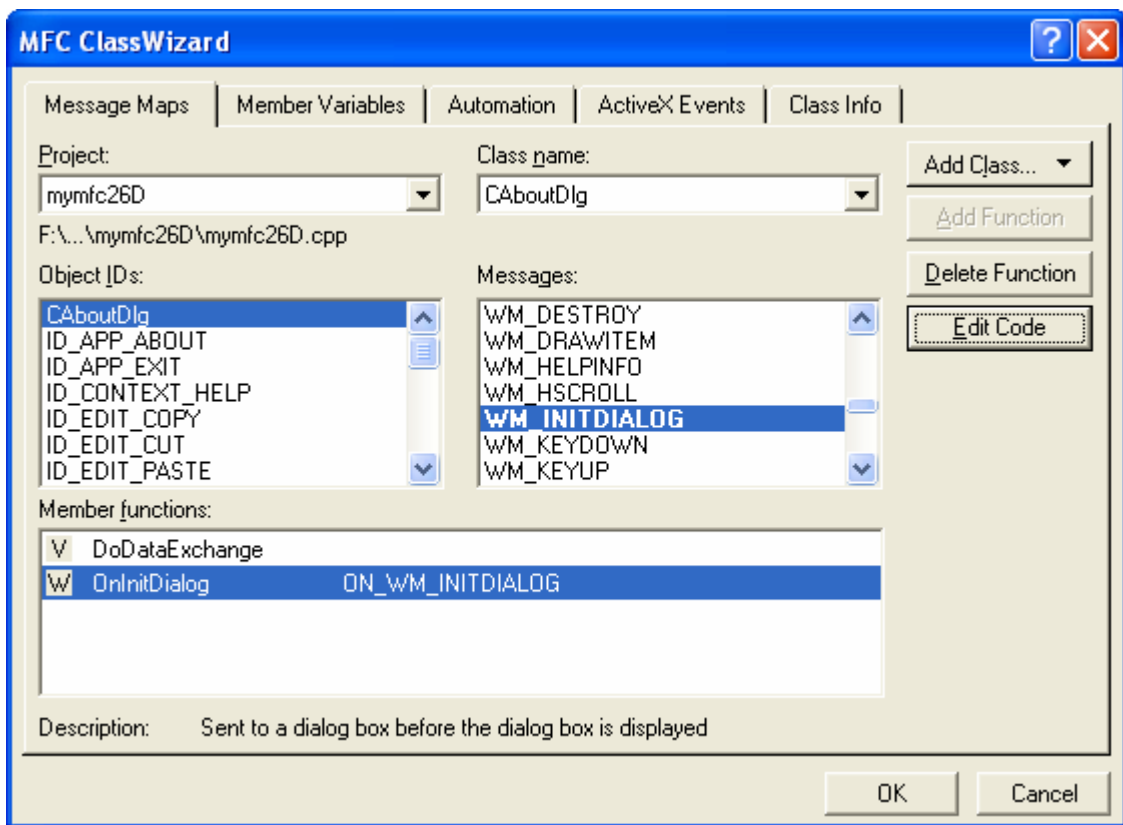 MFC ClassWizard
Message Maps Member Variables Automation ActiveX Events Class Info
Project:
mymfc26D
F:\...\mymfc26D\mymfc26D.cpp
Class name:
CAboutDlg
Add Class...
Add Function
Delete Function
Edit Code
Object IDs:
CAboutDlg
ID_APP_ABOUT
ID_APP_EXIT
ID_CONTEXT_HELP
ID_EDIT_COPY
ID_EDIT_CUT
ID_EDIT_PASTE
Messages:
WM_DESTROY
WM_DRAWITEM
WM_HELPINFO
WM_HSCROLL
WM_INITDIALOG
WM_KEYDOWN
WM_KEYUP
Member functions:
V DoDataExchange
W OnInitDialog ON_WM_INITDIALOG
Description: Sent to a dialog box before the dialog box is displayed
OK Cancel